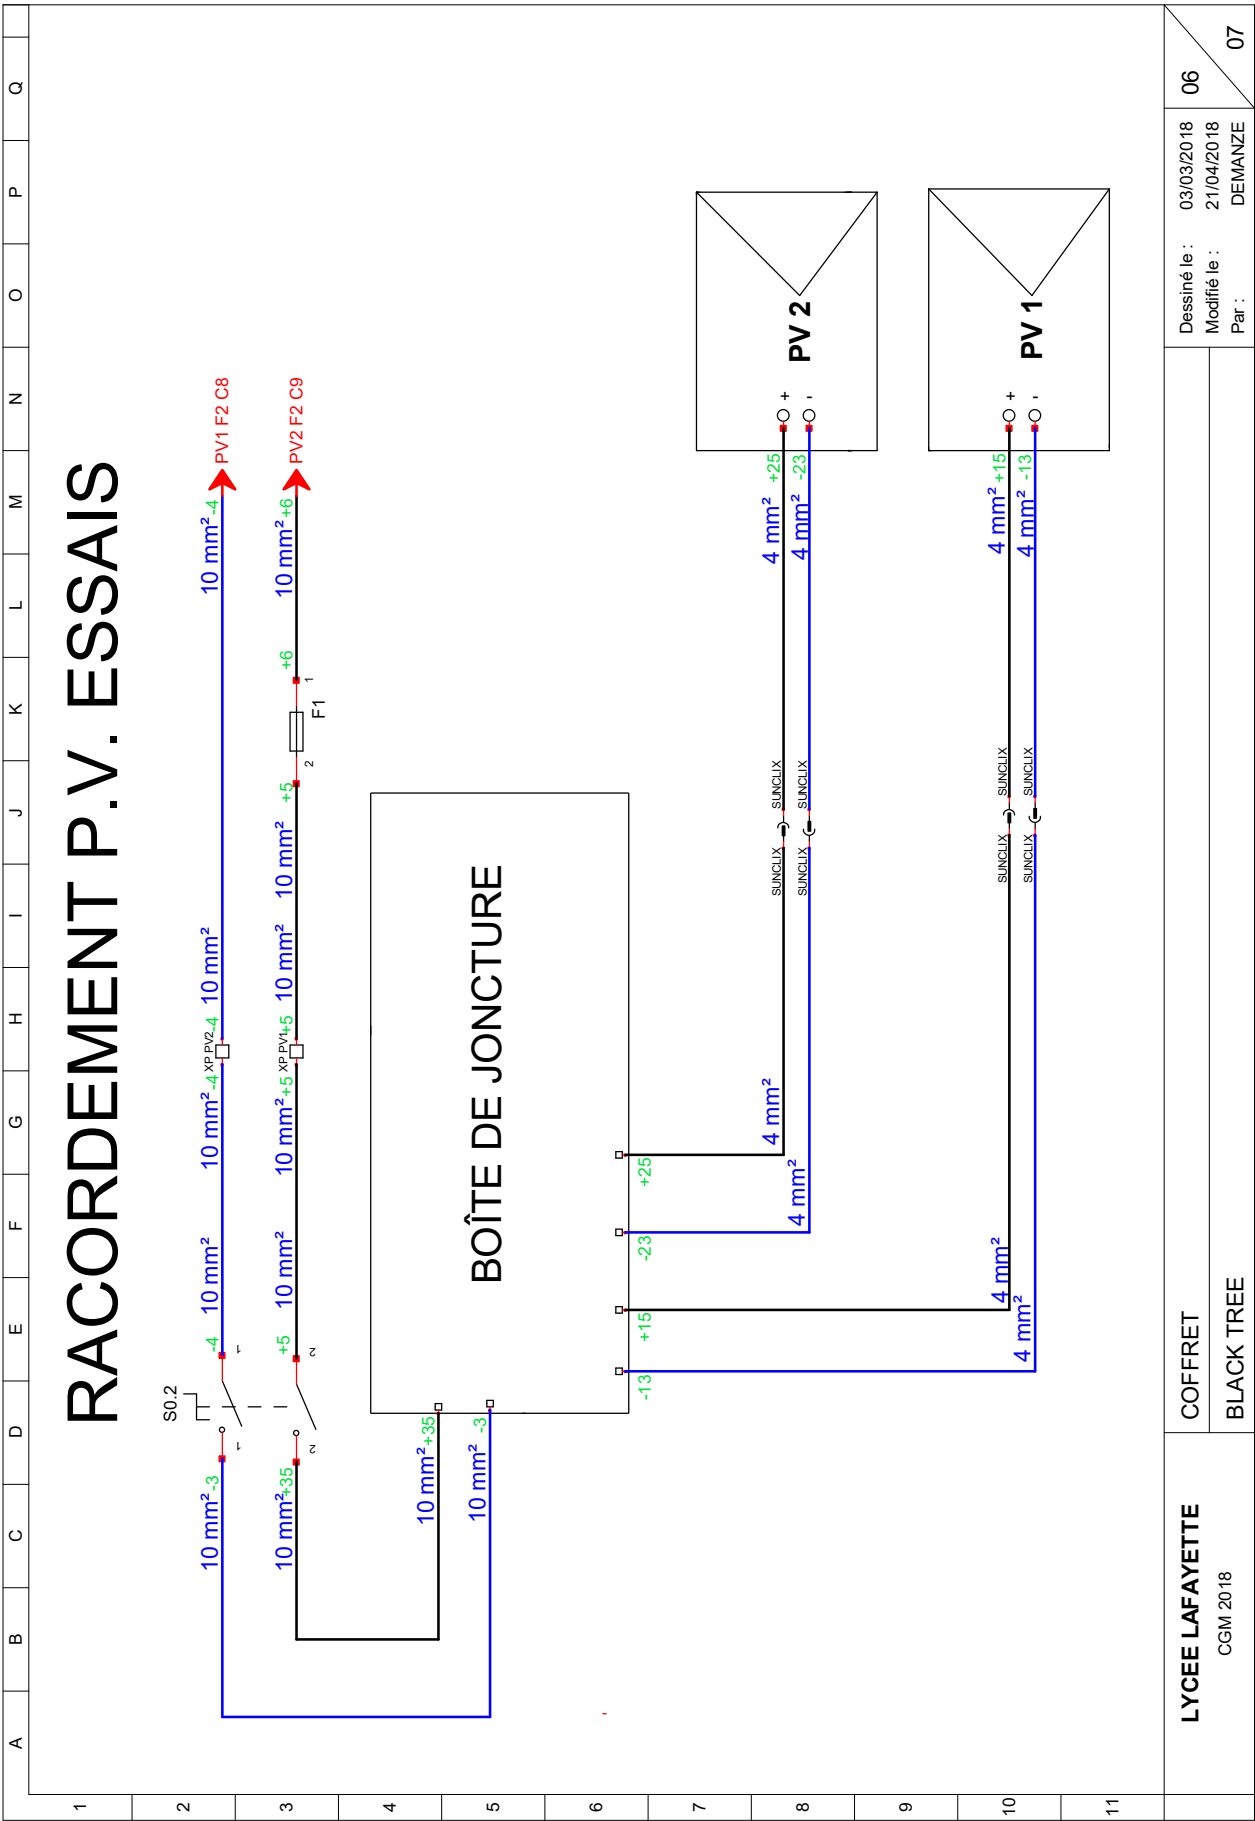 A B C D E F G H I J K L M N O P Q
1
2
3
4
5
6
7
8
9
10
11
RACORDEMENT P.V. ESSAIS
S0.2
10 mm² -3
1
1
-4 10 mm²
10 mm² -4
XP PV2
-4 10 mm²
10 mm² -4
PV1 F2 C8
10 mm² +35
2
2
+5 10 mm²
10 mm² +5
XP PV1
+5 10 mm²
10 mm² +5
2
F1
1
+6
10 mm² +6
PV2 F2 C9
10 mm² +35
10 mm² -3
BOÎTE DE JONCTURE
-13
+15
-23
+25
4 mm²
SUNCLIX
SUNCLIX
4 mm² +25
+
4 mm²
SUNCLIX
SUNCLIX
4 mm² -23
-
PV 2
4 mm²
SUNCLIX
SUNCLIX
4 mm² +15
+
4 mm²
SUNCLIX
SUNCLIX
4 mm² -13
-
PV 1
LYCEE LAFAYETTE
CGM 2018
COFFRET
BLACK TREE
Dessiné le : 03/03/2018
Modifié le : 21/04/2018
Par : DEMANZE
06
07